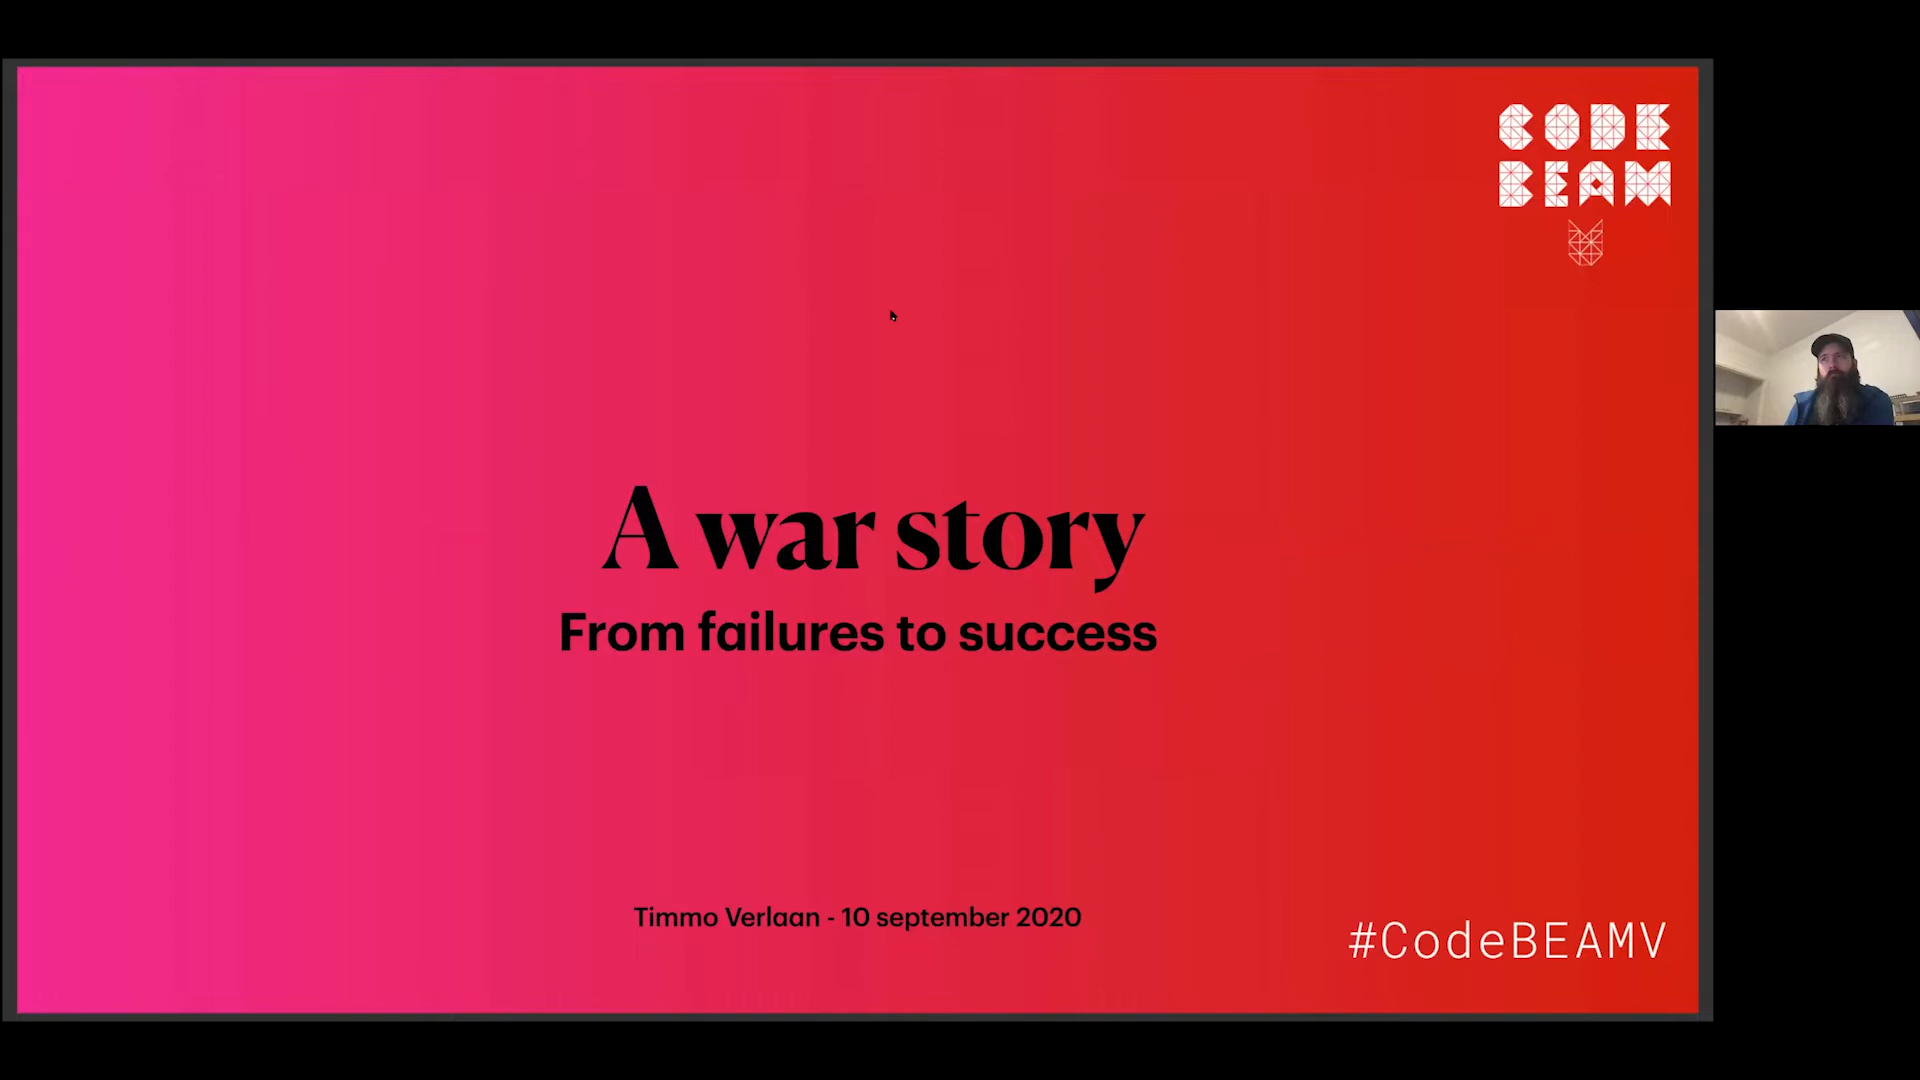 CODE
BEAM
A war story
From failures to success
Timmo Verlaan - 10 september 2020
#CodeBEAMV